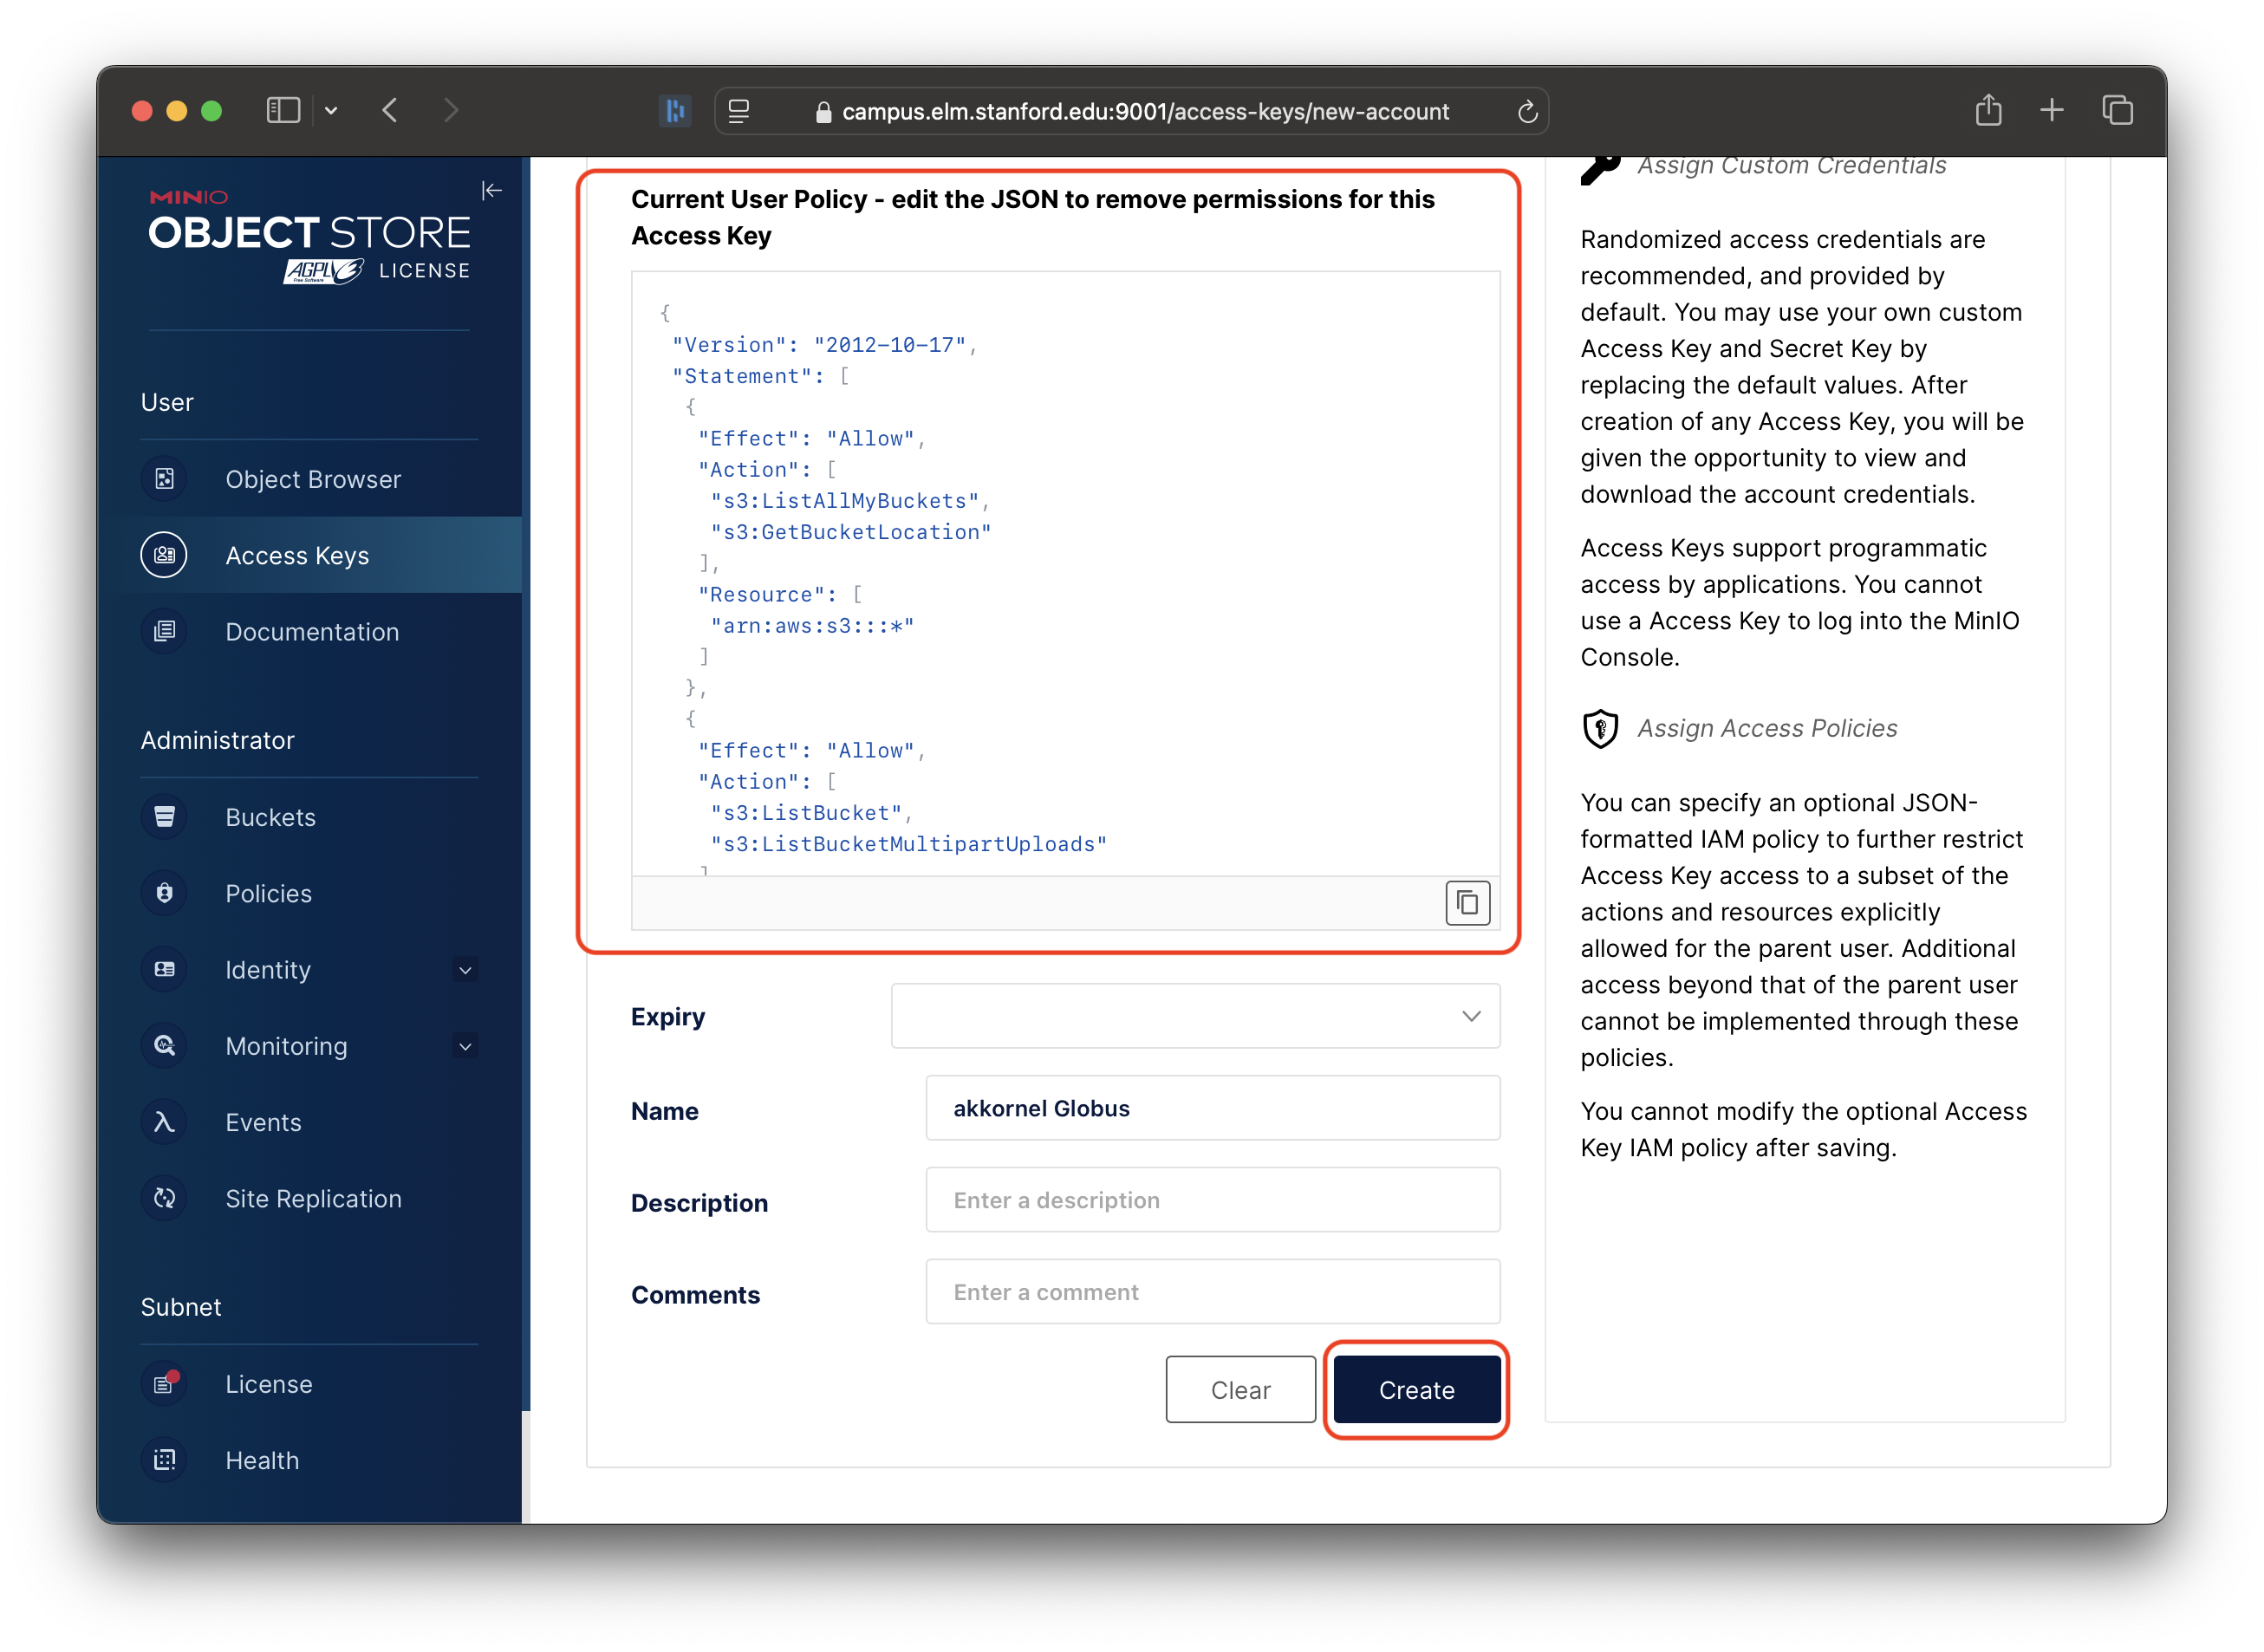 campus.elm.stanford.edu:9001/access-keys/new-account
MINIO
OBJECT STORE
AGPL v3 LICENSE
Free Software
User
Object Browser
Access Keys
Documentation
Administrator
Buckets
Policies
Identity
Monitoring
Events
Site Replication
Subnet
License
Health
Current User Policy - edit the JSON to remove permissions for this
Access Key
{
"Version": "2012-10-17",
"Statement": [
{
"Effect": "Allow",
"Action": [
"s3:ListAllMyBuckets",
"s3:GetBucketLocation"
],
"Resource": [
"arn:aws:s3:::*"
]
},
{
"Effect": "Allow",
"Action": [
"s3:ListBucket",
"s3:ListBucketMultipartUploads"
]
Expiry
Name
akkornel Globus
Description
Enter a description
Comments
Enter a comment
Clear
Create
Assign Custom Credentials
Randomized access credentials are
recommended, and provided by
default. You may use your own custom
Access Key and Secret Key by
replacing the default values. After
creation of any Access Key, you will be
given the opportunity to view and
download the account credentials.
Access Keys support programmatic
access by applications. You cannot
use a Access Key to log into the MinIO
Console.
Assign Access Policies
You can specify an optional JSON-
formatted IAM policy to further restrict
Access Key access to a subset of the
actions and resources explicitly
allowed for the parent user. Additional
access beyond that of the parent user
cannot be implemented through these
policies.
You cannot modify the optional Access
Key IAM policy after saving.